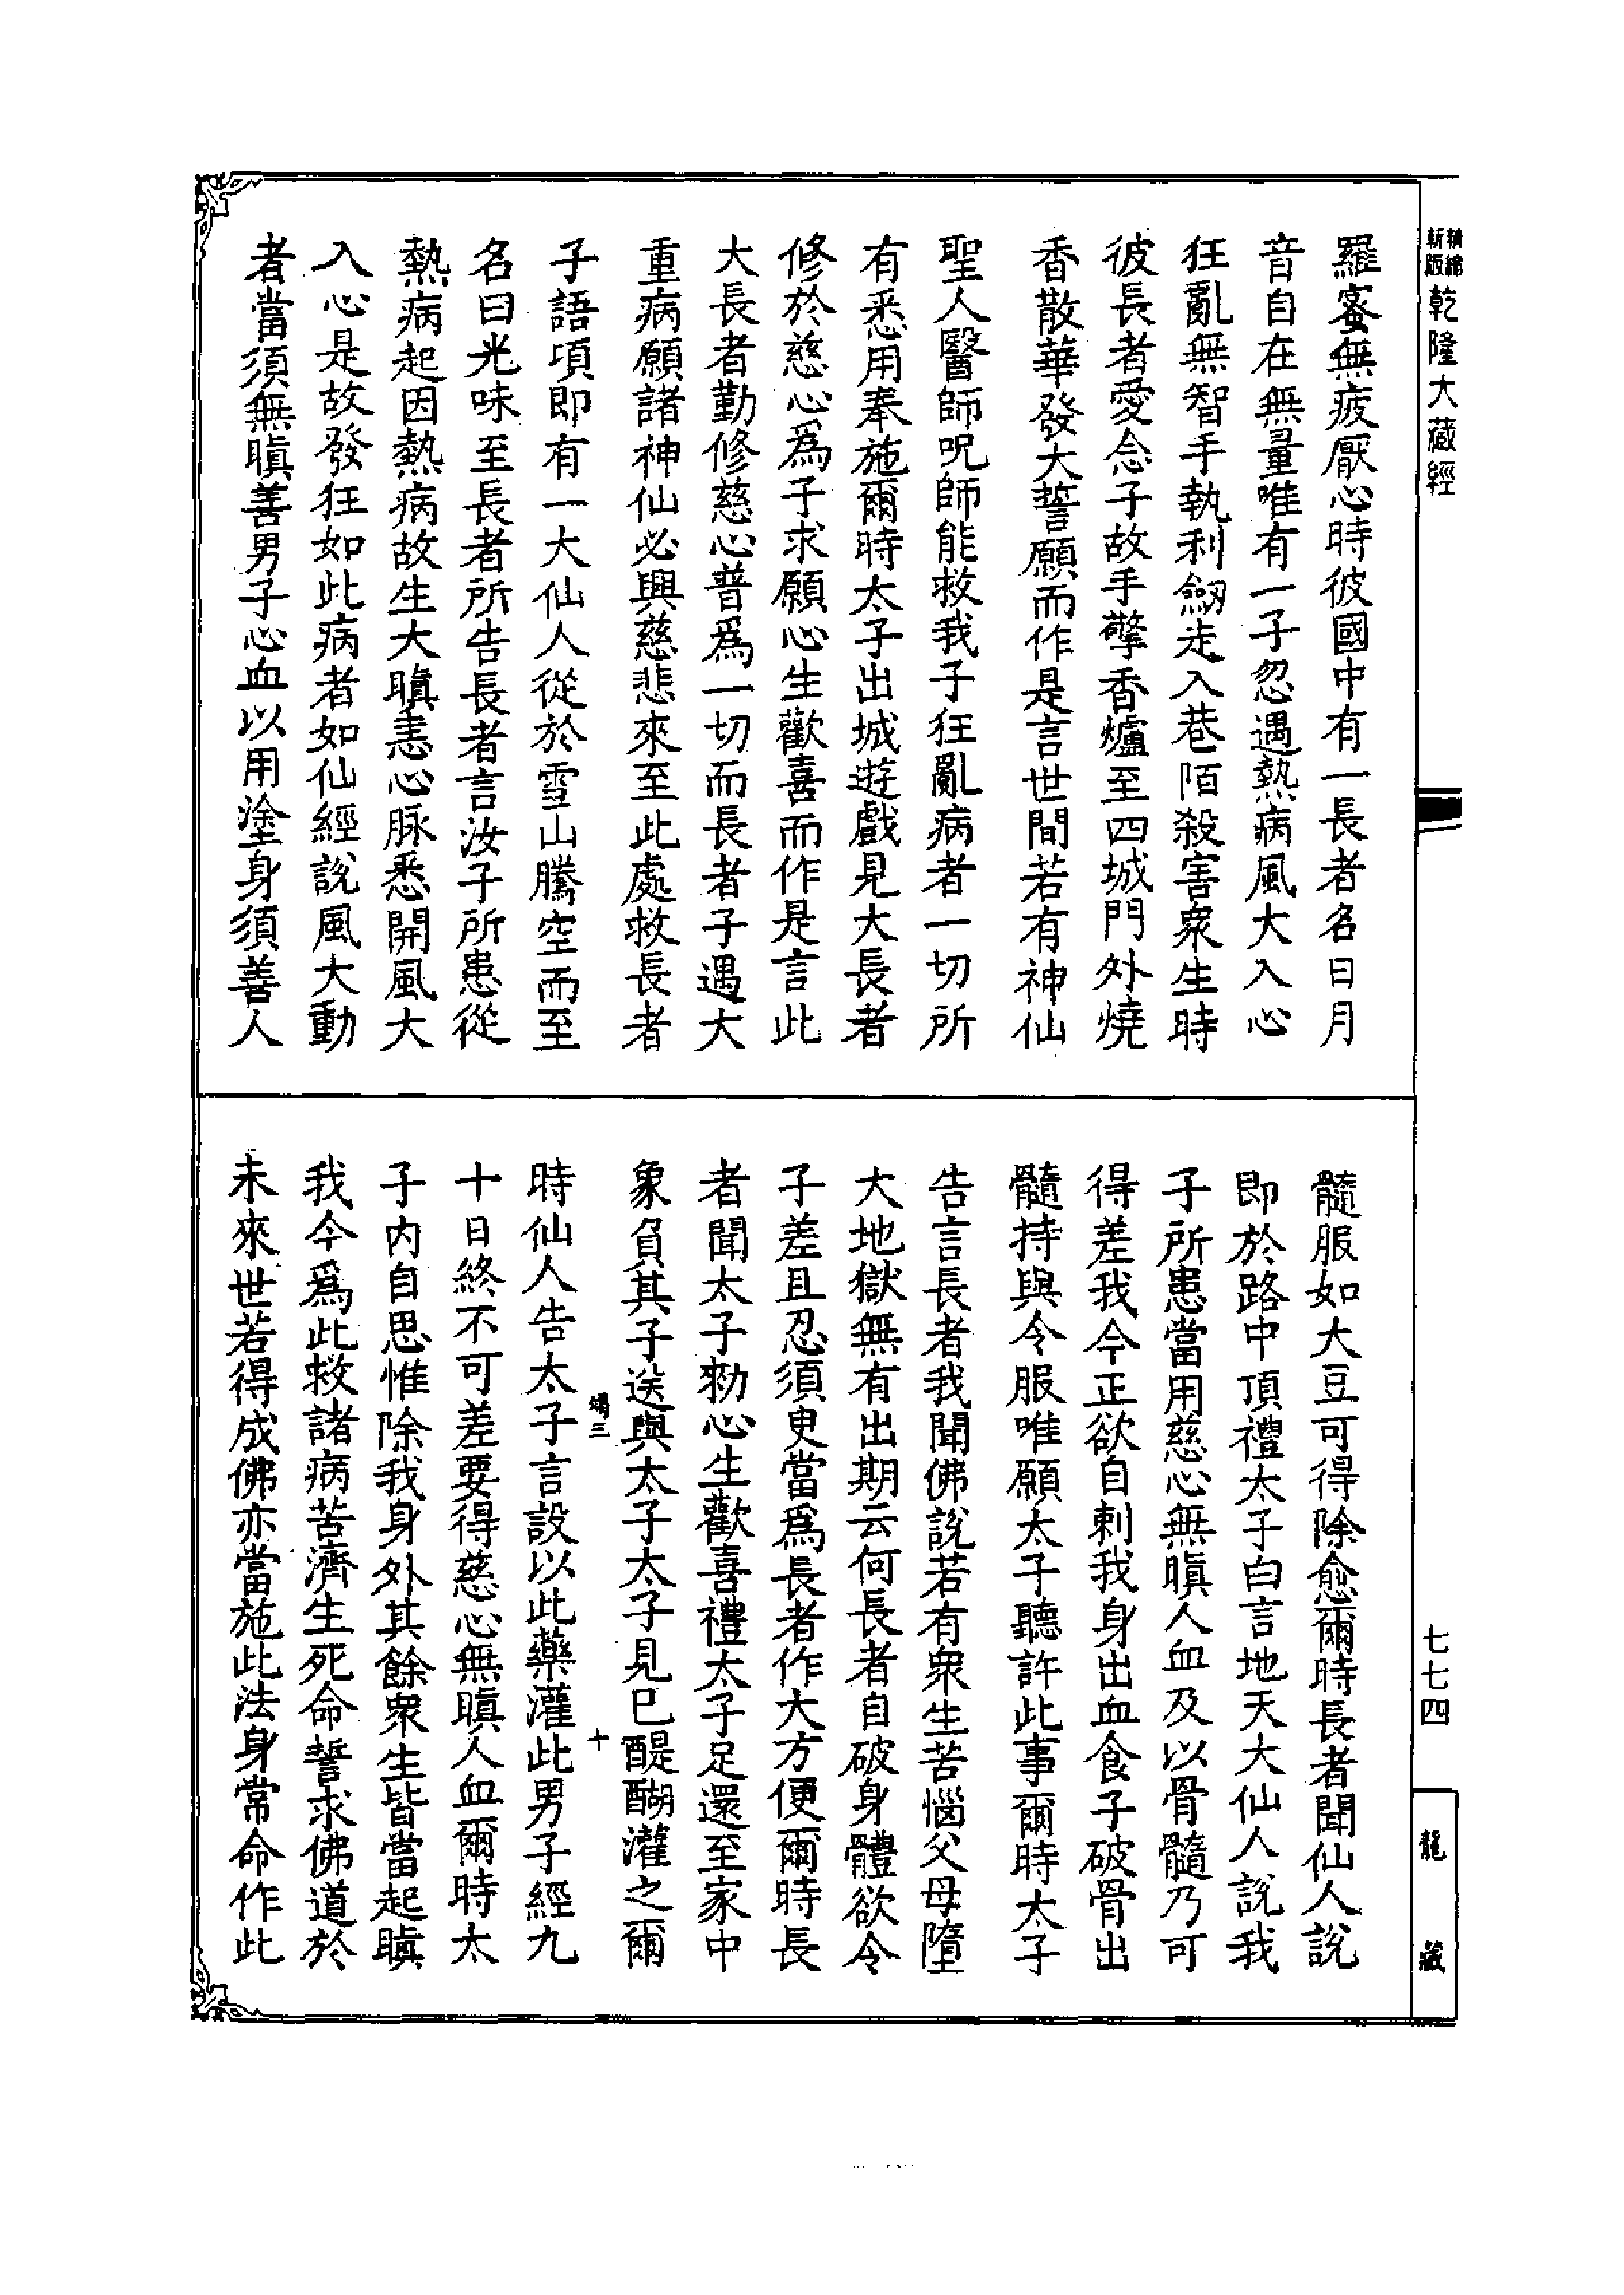 精縮
新版
乾隆大藏經
七七四
龍藏
羅蜜無疲厭心時彼國中有一長者名曰月
音自在無量唯有一子忽遇熱病風大入心
狂亂無智手執利劒走入巷陌殺害衆生時
彼長者愛念子故手擎香爐至四城門外燒
香散華發大誓願而作是言世間若有神仙
聖人醫師呪師能救我子狂亂病者一切所
有悉用奉施爾時太子出城遊戲見大長者
修於慈心爲子求願心生歡喜而作是言此
大長者勤修慈心普爲一切而長者子遇大
重病願諸神仙必興慈悲來至此處救長者
子語頃即有一大仙人從於雪山騰空而至
名曰光味至長者所告長者言汝子所患從
熱病起因熱病故生大瞋恚心脉悉開風大
入心是故發狂如此病者如仙經說風大動
者當須無瞋善男子心血以用塗身須善人
髓服如大豆可得除愈爾時長者聞仙人說
即於路中頂禮太子白言地天大仙人說我
子所患當用慈心無瞋人血及以骨髓乃可
得差我今正欲自刺我身出血食子破骨出
髓持與令服唯願太子聽許此事爾時太子
告言長者我聞佛說若有衆生苦惱父母墮
大地獄無有出期云何長者自破身體欲令
子差且忍須臾當爲長者作大方便爾時長
者聞太子勑心生歡喜禮太子足還至家中
象負其子送與太子太子見已醍醐灌之爾
三 十
時仙人告太子言設以此藥灌此男子經九
十日終不可差要得慈心無瞋人血爾時太
子內自思惟除我身外其餘衆生皆當起瞋
我今爲此救諸病苦濟生死命誓求佛道於
未來世若得成佛亦當施此法身常命作此